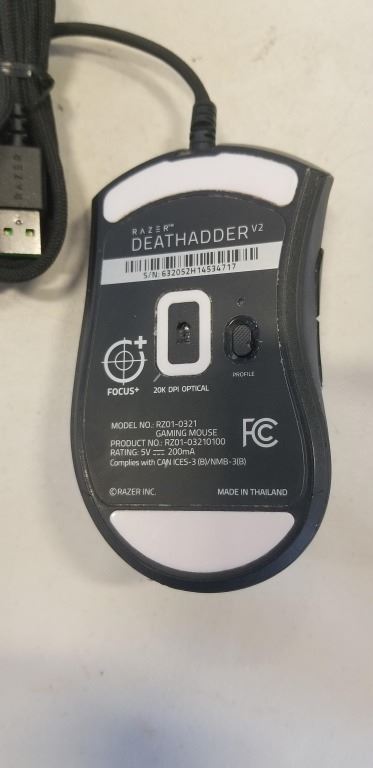 RAZER
RAZER™
DEATHADDER V2
S/N: 632052H14534717
FOCUS+
20K DPI OPTICAL
PROFILE
MODEL NO.: RZ01-0321
GAMING MOUSE
PRODUCT NO.: RZ01-03210100
RATING: 5V⎓200mA
Complies with CAN ICES-3 (B)/NMB-3(B)
FC
©RAZER INC.
MADE IN THAILAND